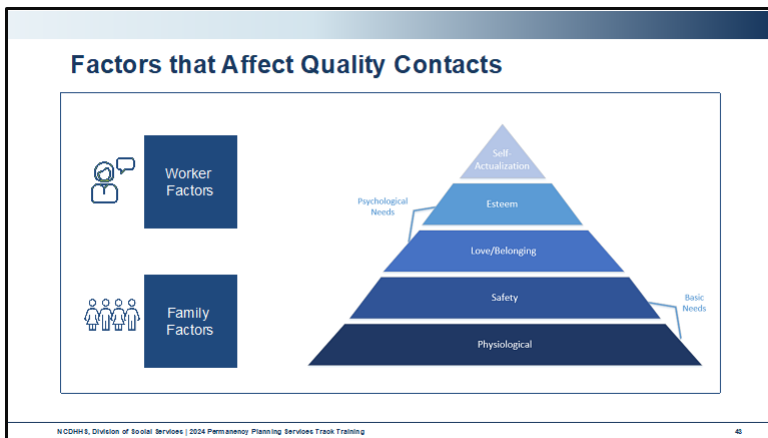 Factors that Affect Quality Contacts
Worker
Factors
Family
Factors
Self-
Actualization
Psychological
Needs
Esteem
Love/Belonging
Safety
Basic
Needs
Physiological
NCDHHS, Division of Social Services | 2024 Permanency Planning Services Track Training
43